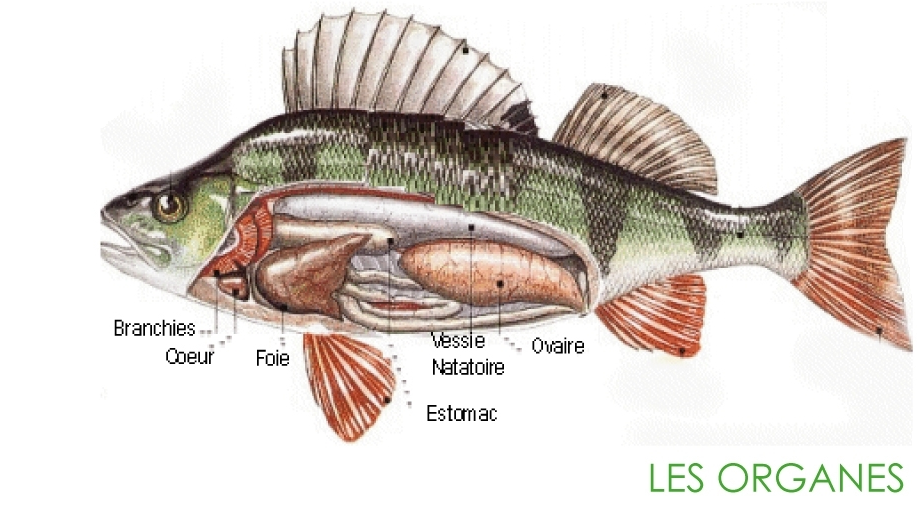 Branchies
Coeur
Foie
Vessie
Natatoire
Ovaire
Estomac
LES ORGANES